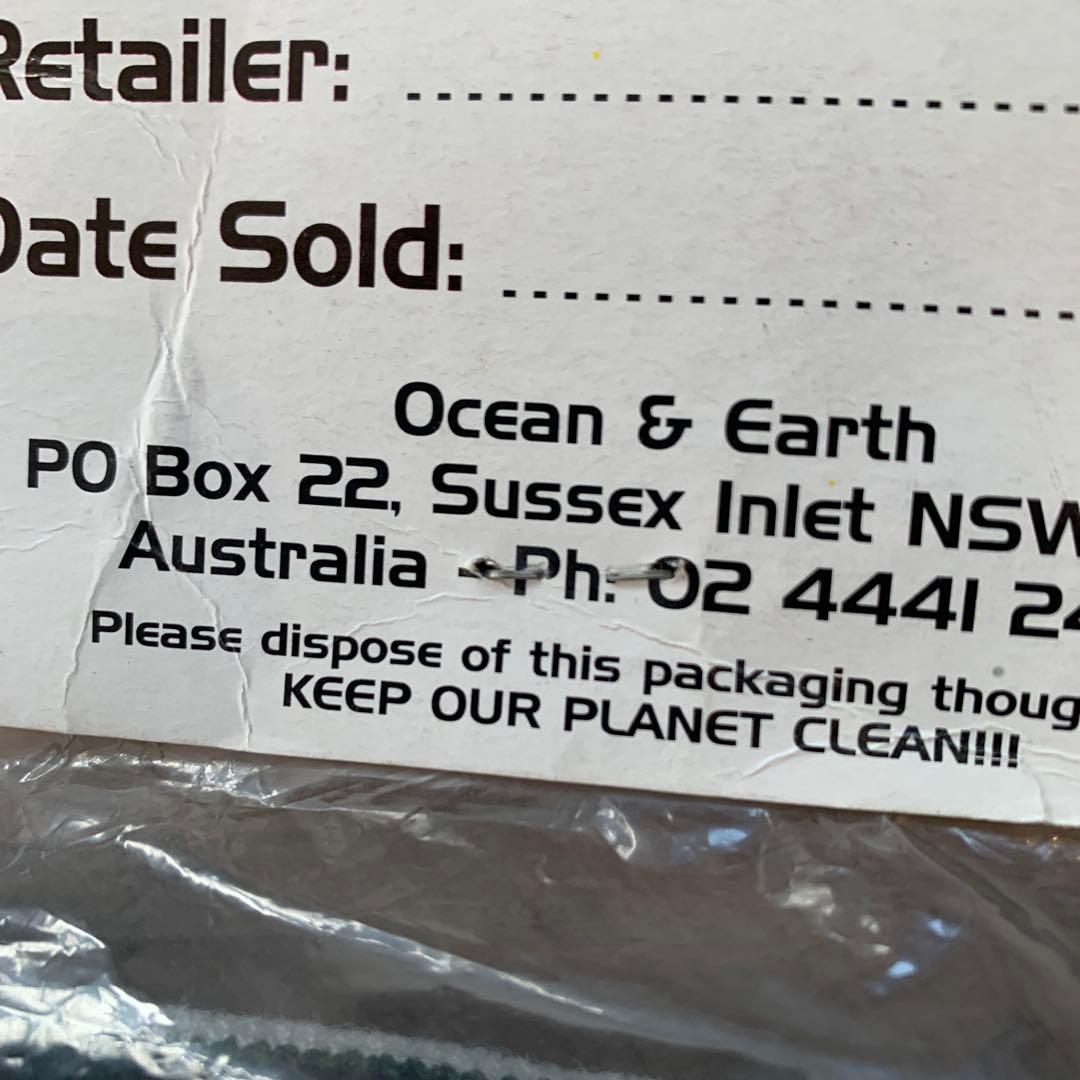 Retailer: ........................
Date Sold: ........................
Ocean & Earth
PO Box 22, Sussex Inlet NSW
Australia - Ph: 02 4441 24
Please dispose of this packaging thoug
KEEP OUR PLANET CLEAN!!!